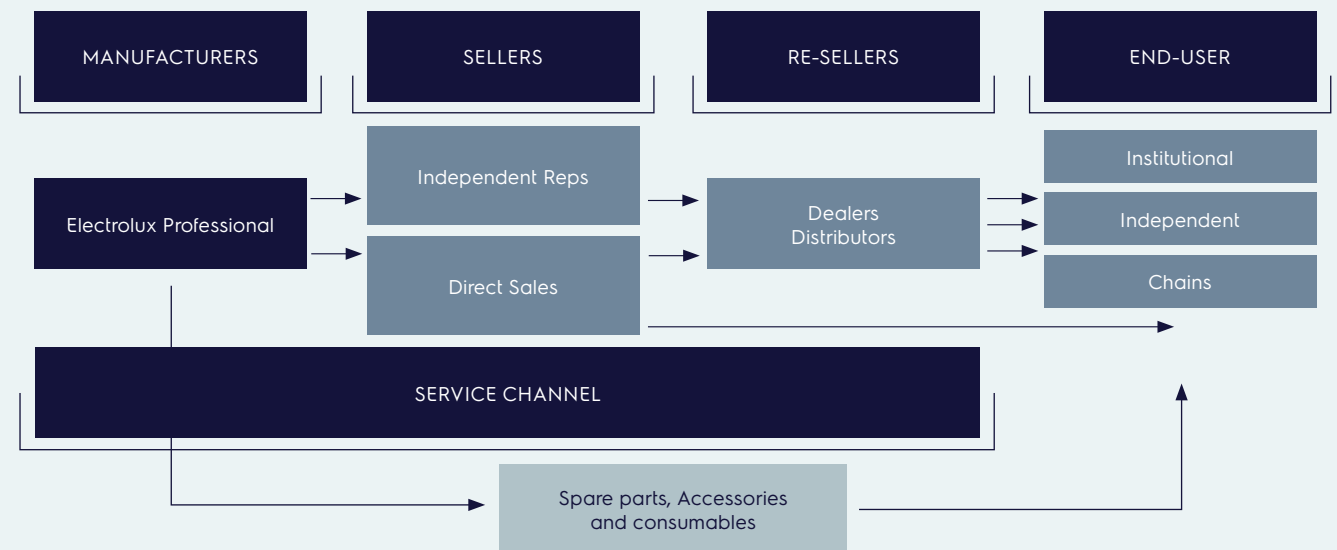 MANUFACTURERS
SELLERS
RE-SELLERS
END-USER
Electrolux Professional
Independent Reps
Direct Sales
Dealers
Distributors
Institutional
Independent
Chains
SERVICE CHANNEL
Spare parts, Accessories
and consumables